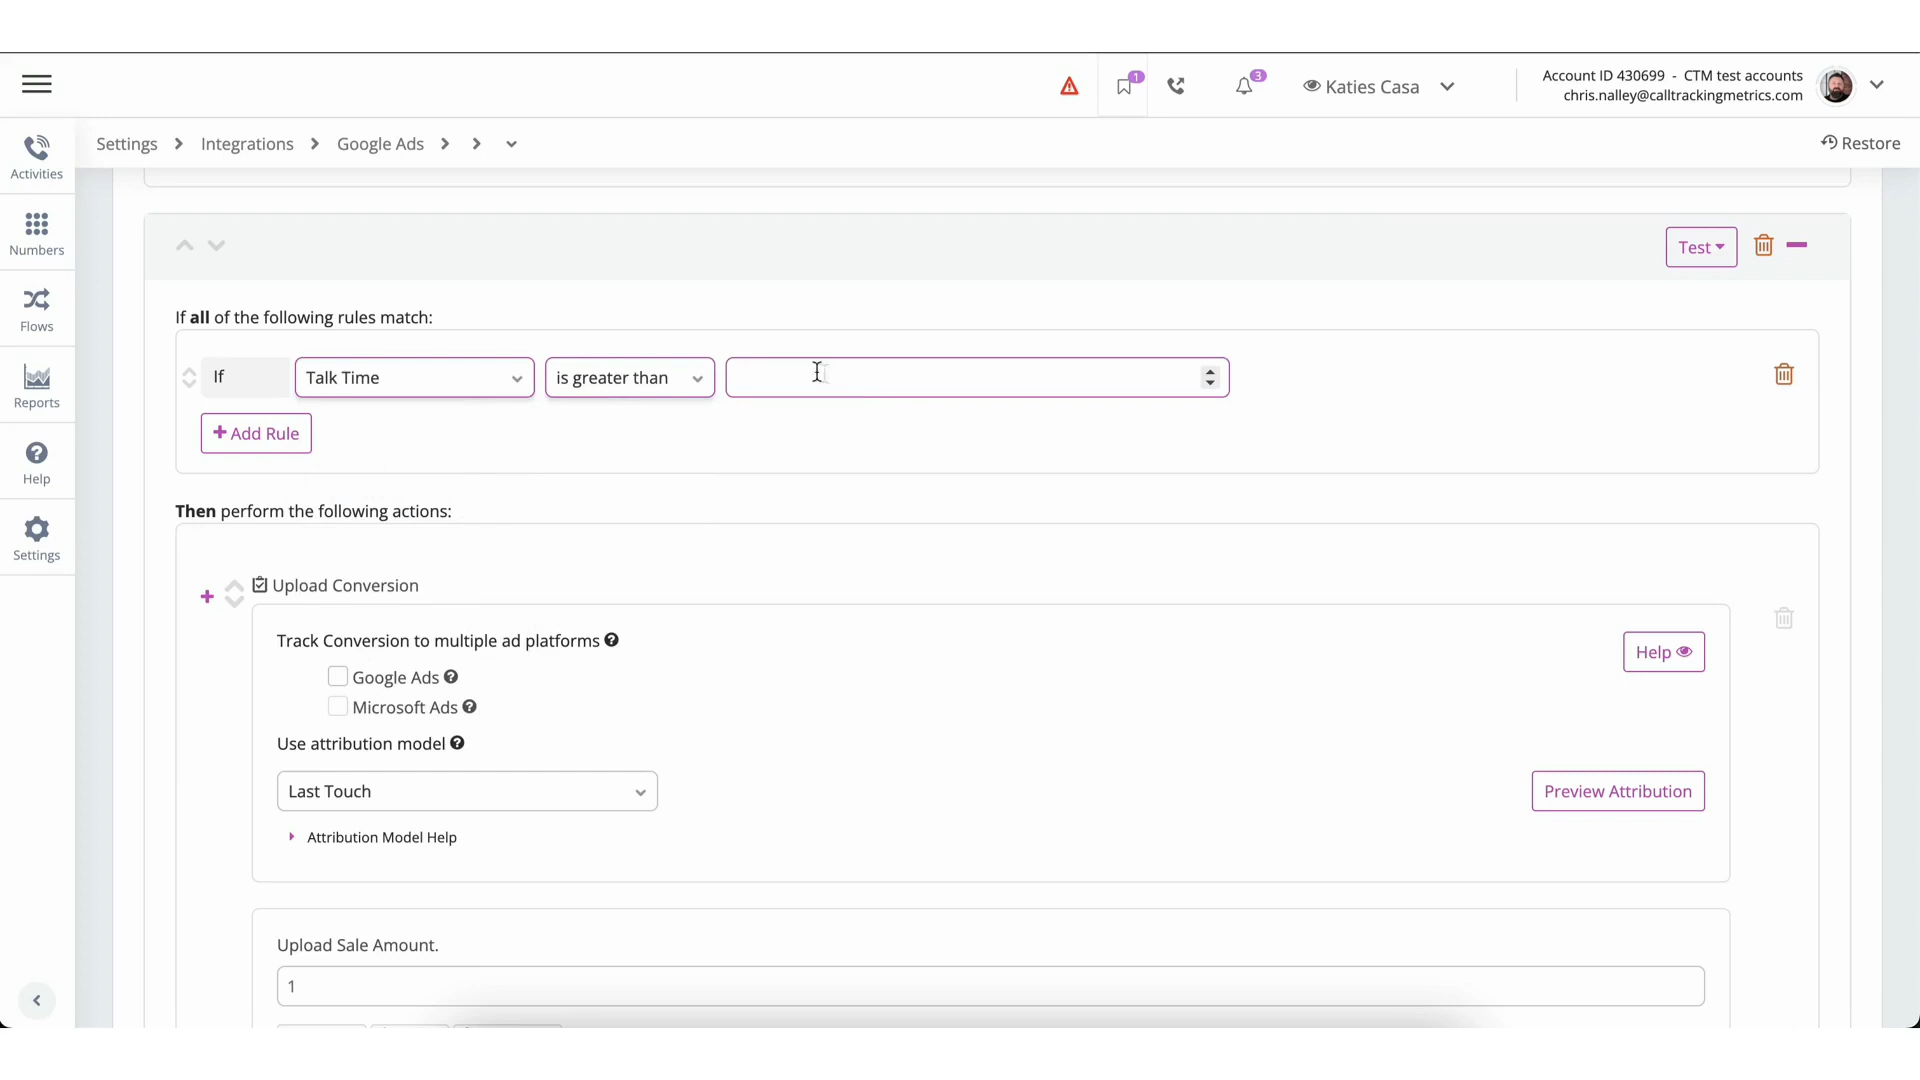 1
3
Katies Casa
Account ID 430699 - CTM test accounts
chris.nalley@calltrackingmetrics.com
Settings
Integrations
Google Ads
Restore
Activities
Numbers
Flows
Reports
Help
Settings
Test
If all of the following rules match:
If
Talk Time
is greater than
+ Add Rule
Then perform the following actions:
Upload Conversion
Track Conversion to multiple ad platforms
Help
Google Ads
Microsoft Ads
Use attribution model
Last Touch
Preview Attribution
Attribution Model Help
Upload Sale Amount.
1